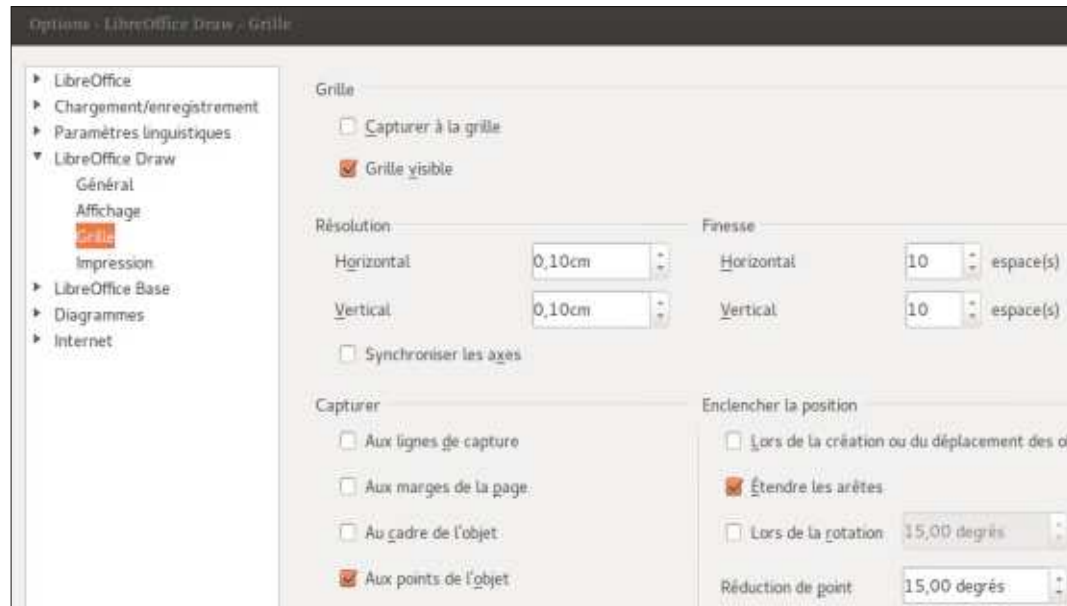 Options - LibreOffice Draw - Grille
LibreOffice
Chargement/enregistrement
Paramètres linguistiques
LibreOffice Draw
Général
Affichage
Grille
Impression
LibreOffice Base
Diagrammes
Internet
Grille
Capturer à la grille
Grille visible
Résolution
Horizontal 0,10cm
Vertical 0,10cm
Synchroniser les axes
Finesse
Horizontal 10 espace(s)
Vertical 10 espace(s)
Capturer
Aux lignes de capture
Aux marges de la page
Au cadre de l'objet
Aux points de l'objet
Enclencher la position
Lors de la création ou du déplacement des o
Étendre les arêtes
Lors de la rotation 15,00 degrés
Réduction de point 15,00 degrés